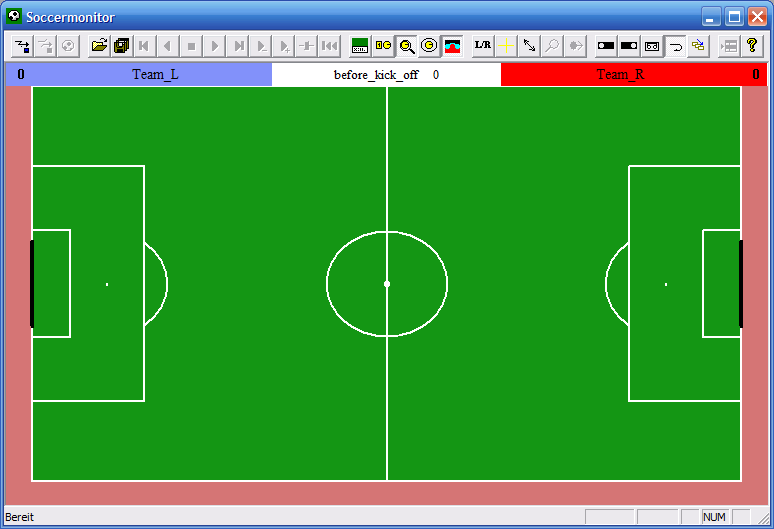 Soccermonitor
L/R
0 Team_L before_kick_off 0 Team_R 0
Bereit NUM